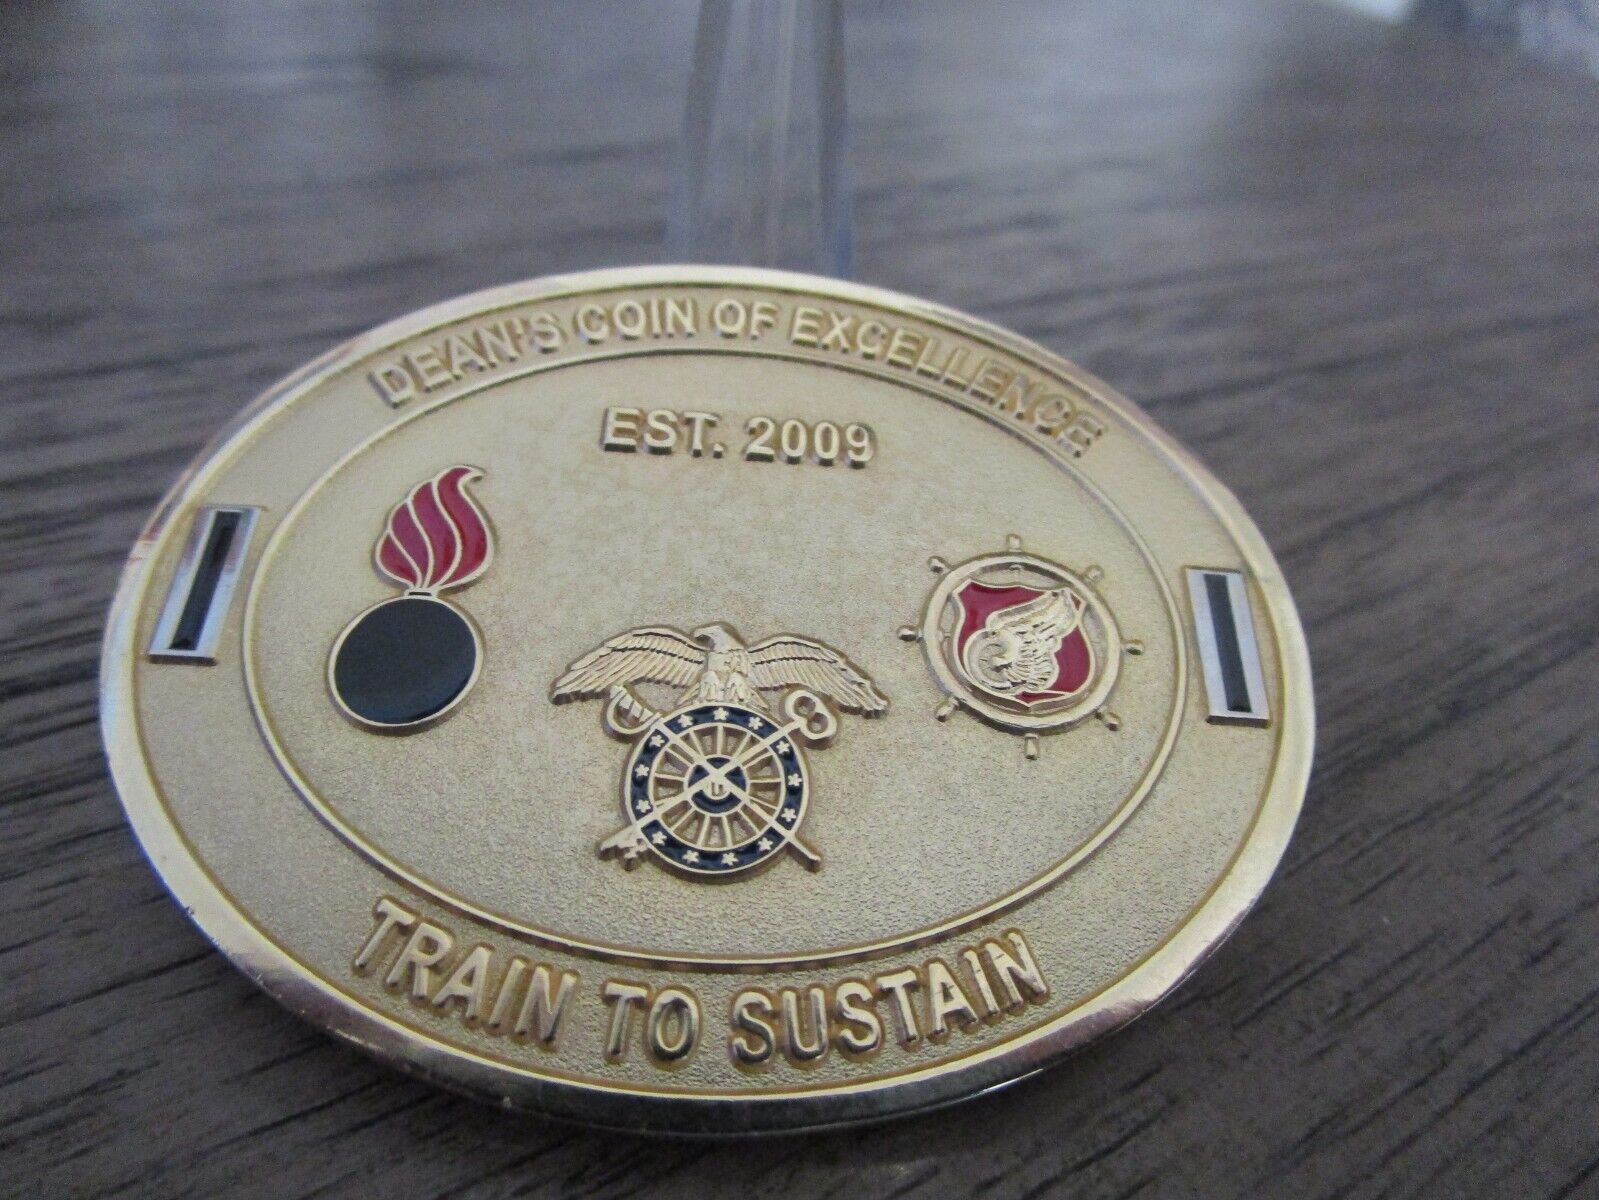 DEAN'S COIN OF EXCELLENCE
EST. 2009
TRAIN TO SUSTAIN